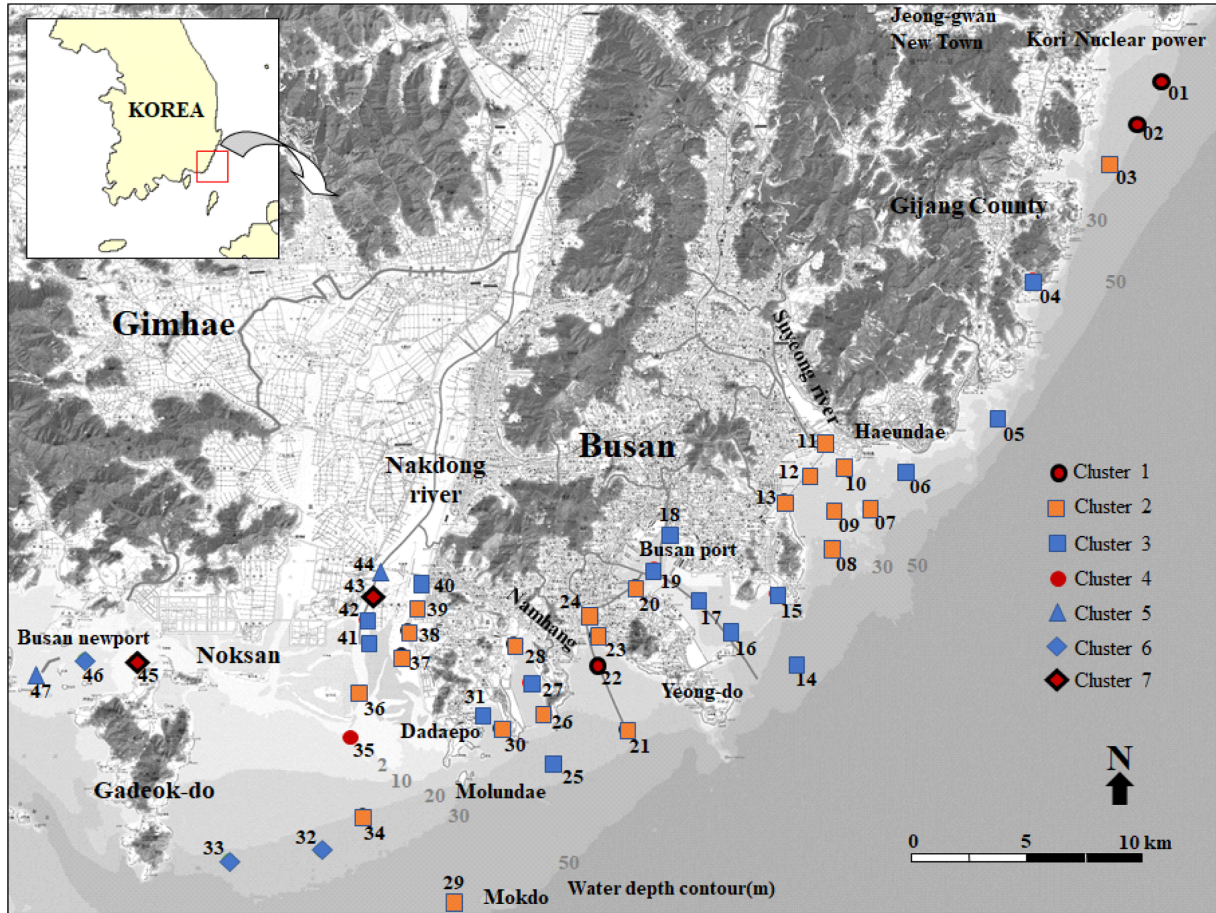 KOREA
Jeong-gwan
New Town
Kori Nuclear power
01
02
03
Gijang County
30
50
04
Gimhae
Suyeong river
Busan
Haeundae
05
Nakdong
river
11
12
10
06
13
09
07
08
30
50
Cluster 1
Cluster 2
Cluster 3
Cluster 4
Cluster 5
Cluster 6
Cluster 7
18
Busan port
19
20
17
15
16
14
44
43
40
42
39
41
38
37
Namhang
24
23
22
28
27
Yeong-do
Busan newport
Noksan
46
45
47
36
31
26
21
Dadaepo
30
35
25
2
10
20
30
Molundae
Gadeok-do
34
32
33
50
29
Mokdo
Water depth contour(m)
N
0
5
10 km